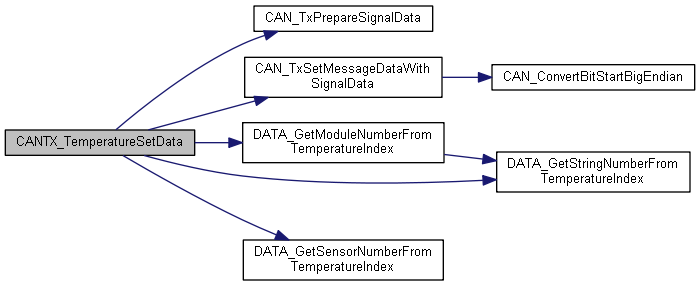 CAN_TxPrepareSignalData
CAN_TxSetMessageDataWith
SignalData
CAN_ConvertBitStartBigEndian
CANTX_TemperatureSetData
DATA_GetModuleNumberFrom
TemperatureIndex
DATA_GetStringNumberFrom
TemperatureIndex
DATA_GetSensorNumberFrom
TemperatureIndex